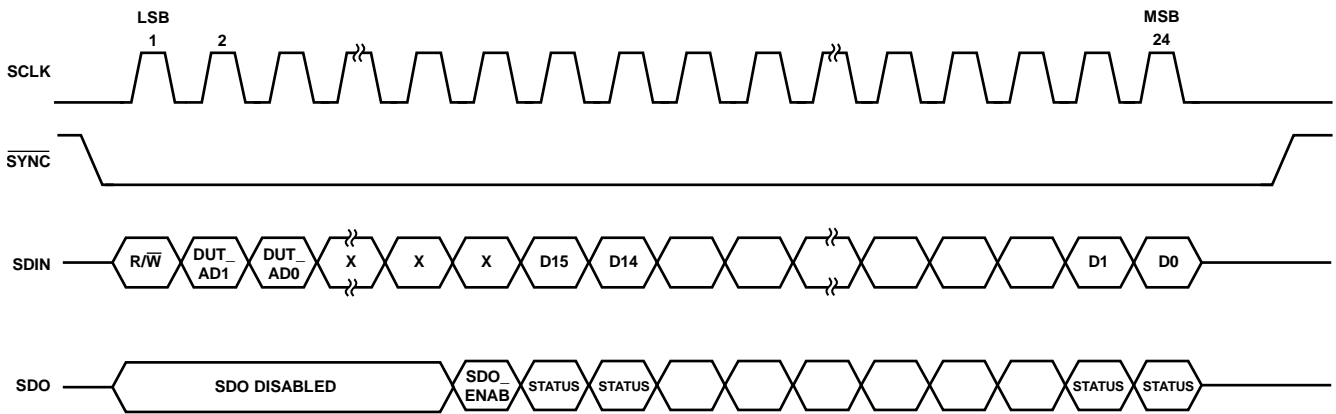 LSB
MSB
1
2
24
SCLK
SYNC
SDIN
R/W
DUT_
AD1
DUT_
AD0
X
X
X
D15
D14
D1
D0
SDO
SDO DISABLED
SDO_
ENAB
STATUS
STATUS
STATUS
STATUS